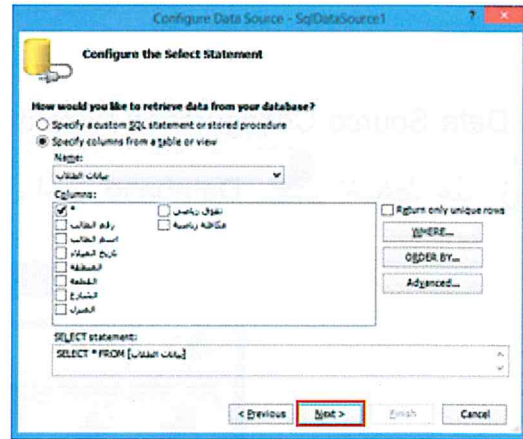 Configure Data Source - SqlDataSource1
Configure the Select Statement
How would you like to retrieve data from your database?
Specify a custom SQL statement or stored procedure
Specify columns from a table or view
Name:
بيانات الطلاب
Columns:
*
رقم الطالب
اسم الطالب
تاريخ الميلاد
المنطقة
القطعة
الشارع
المنزل
تفوق رياضي
مكافأة رياضية
Return only unique rows
WHERE...
ORDER BY...
Advanced...
SELECT statement:
SELECT * FROM [بيانات الطلاب]
< Previous
Next >
Finish
Cancel